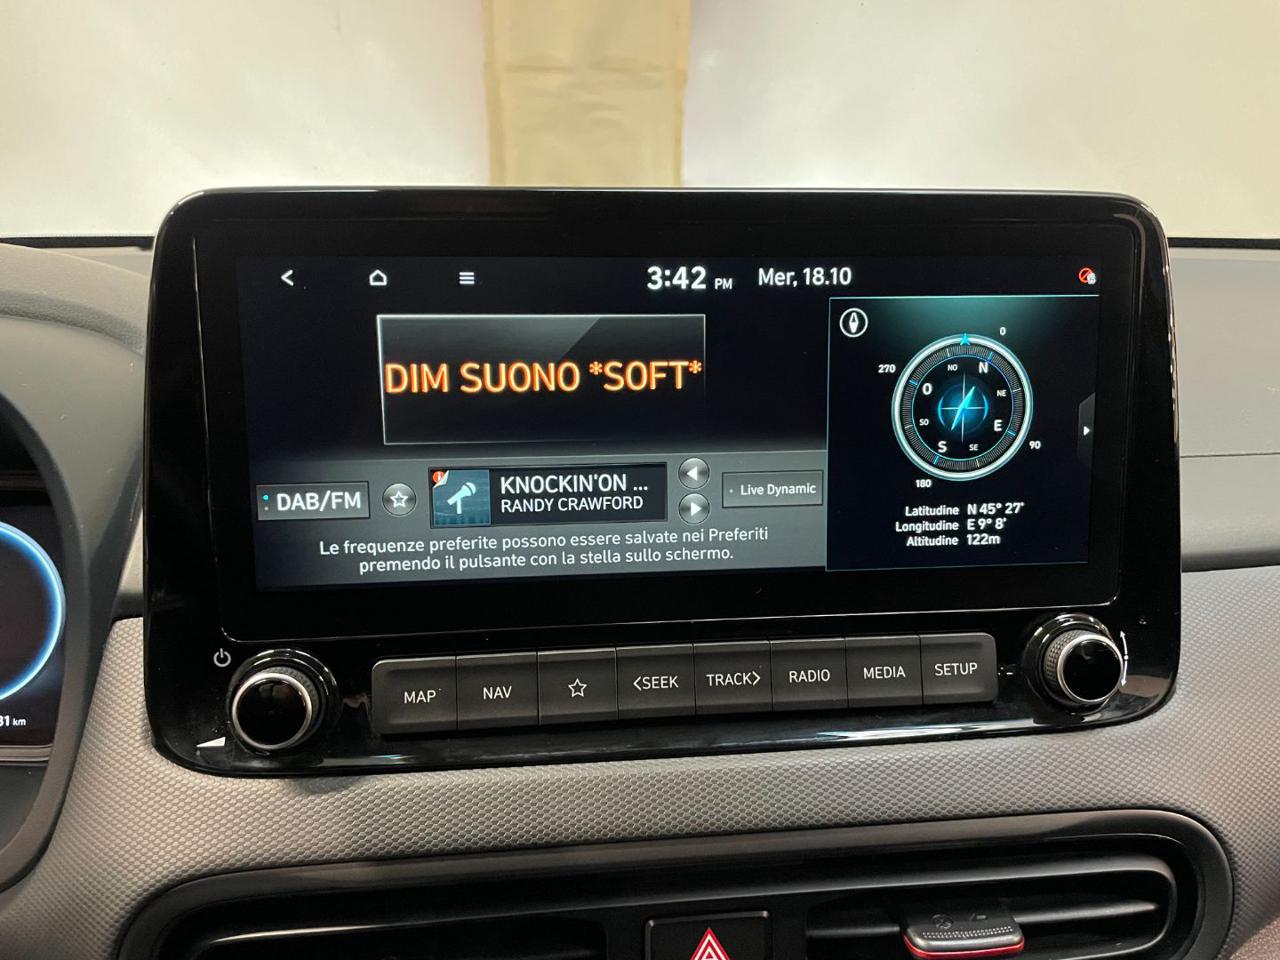 3:42 PM Mer, 18.10
DIM SUONO *SOFT*
DAB/FM
KNOCKIN'ON ...
RANDY CRAWFORD
Live Dynamic
Le frequenze preferite possono essere salvate nei Preferiti
premendo il pulsante con la stella sullo schermo.
0
270
NO
N
NE
O
E
SO
S
SE
90
180
Latitudine N 45° 27'
Longitudine E 9° 8'
Altitudine 122m
MAP
NAV
<SEEK
TRACK>
RADIO
MEDIA
SETUP
31 km